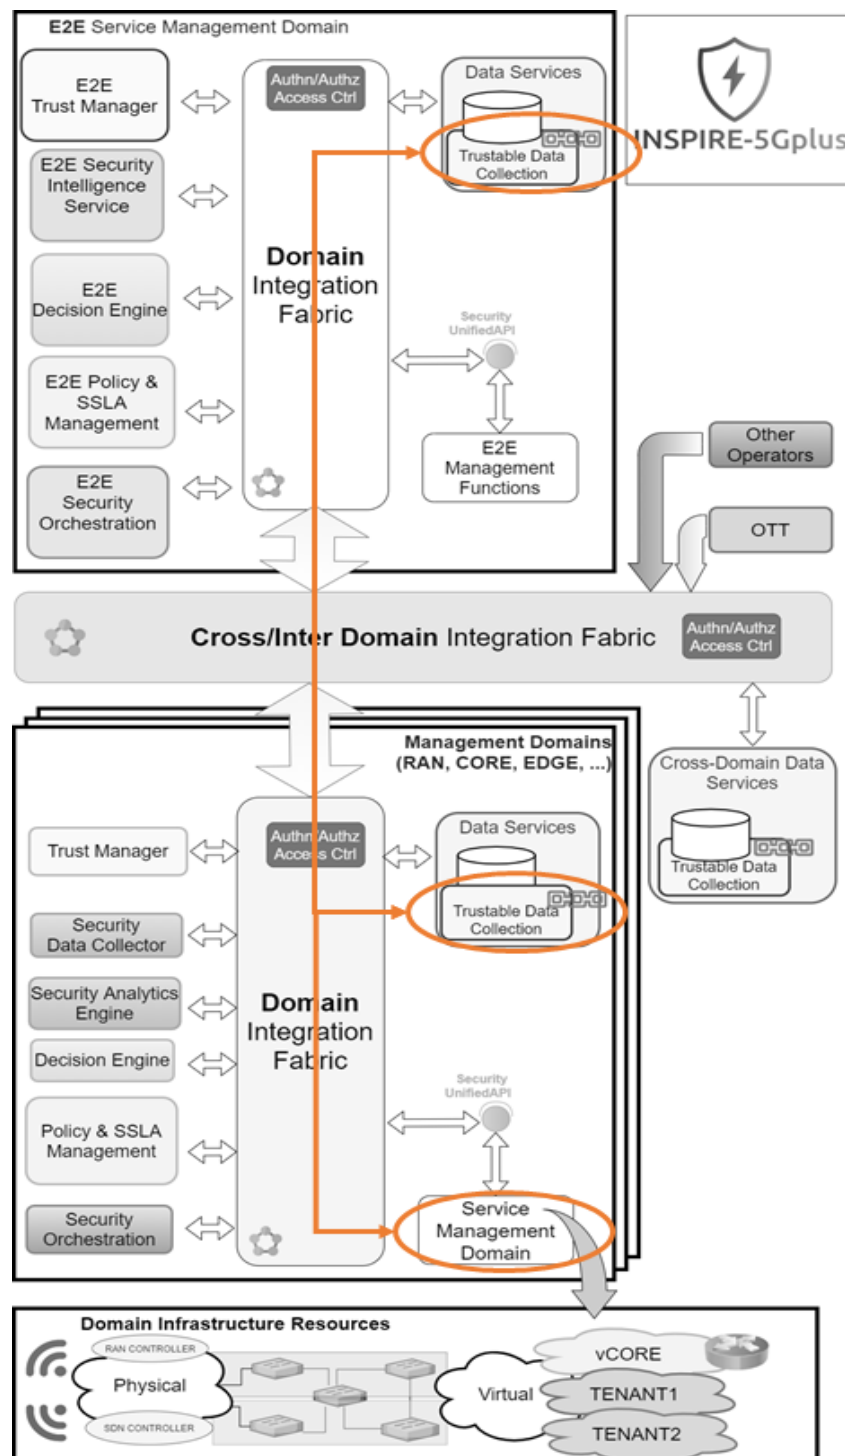 E2E Service Management Domain
E2E
Trust Manager
Authn/Authz
Access Ctrl
Data Services
Trustable Data
Collection
INSPIRE-5Gplus
E2E Security
Intelligence
Service
Domain
Integration
Fabric
E2E
Decision Engine
Security
UnifiedAPI
E2E Policy &
SSLA
Management
E2E
Management
Functions
E2E
Security
Orchestration
Other
Operators
OTT
Cross/Inter Domain Integration Fabric
Authn/Authz
Access Ctrl
Management Domains
(RAN, CORE, EDGE, ...)
Cross-Domain Data
Services
Trustable Data
Collection
Trust Manager
Authn/Authz
Access Ctrl
Data Services
Trustable Data
Collection
Security
Data Collector
Security Analytics
Engine
Domain
Integration
Fabric
Decision Engine
Security
UnifiedAPI
Policy & SSLA
Management
Security
Orchestration
Service
Management
Domain
Domain Infrastructure Resources
RAN CONTROLLER
Physical
SDN CONTROLLER
Virtual
vCORE
TENANT1
TENANT2